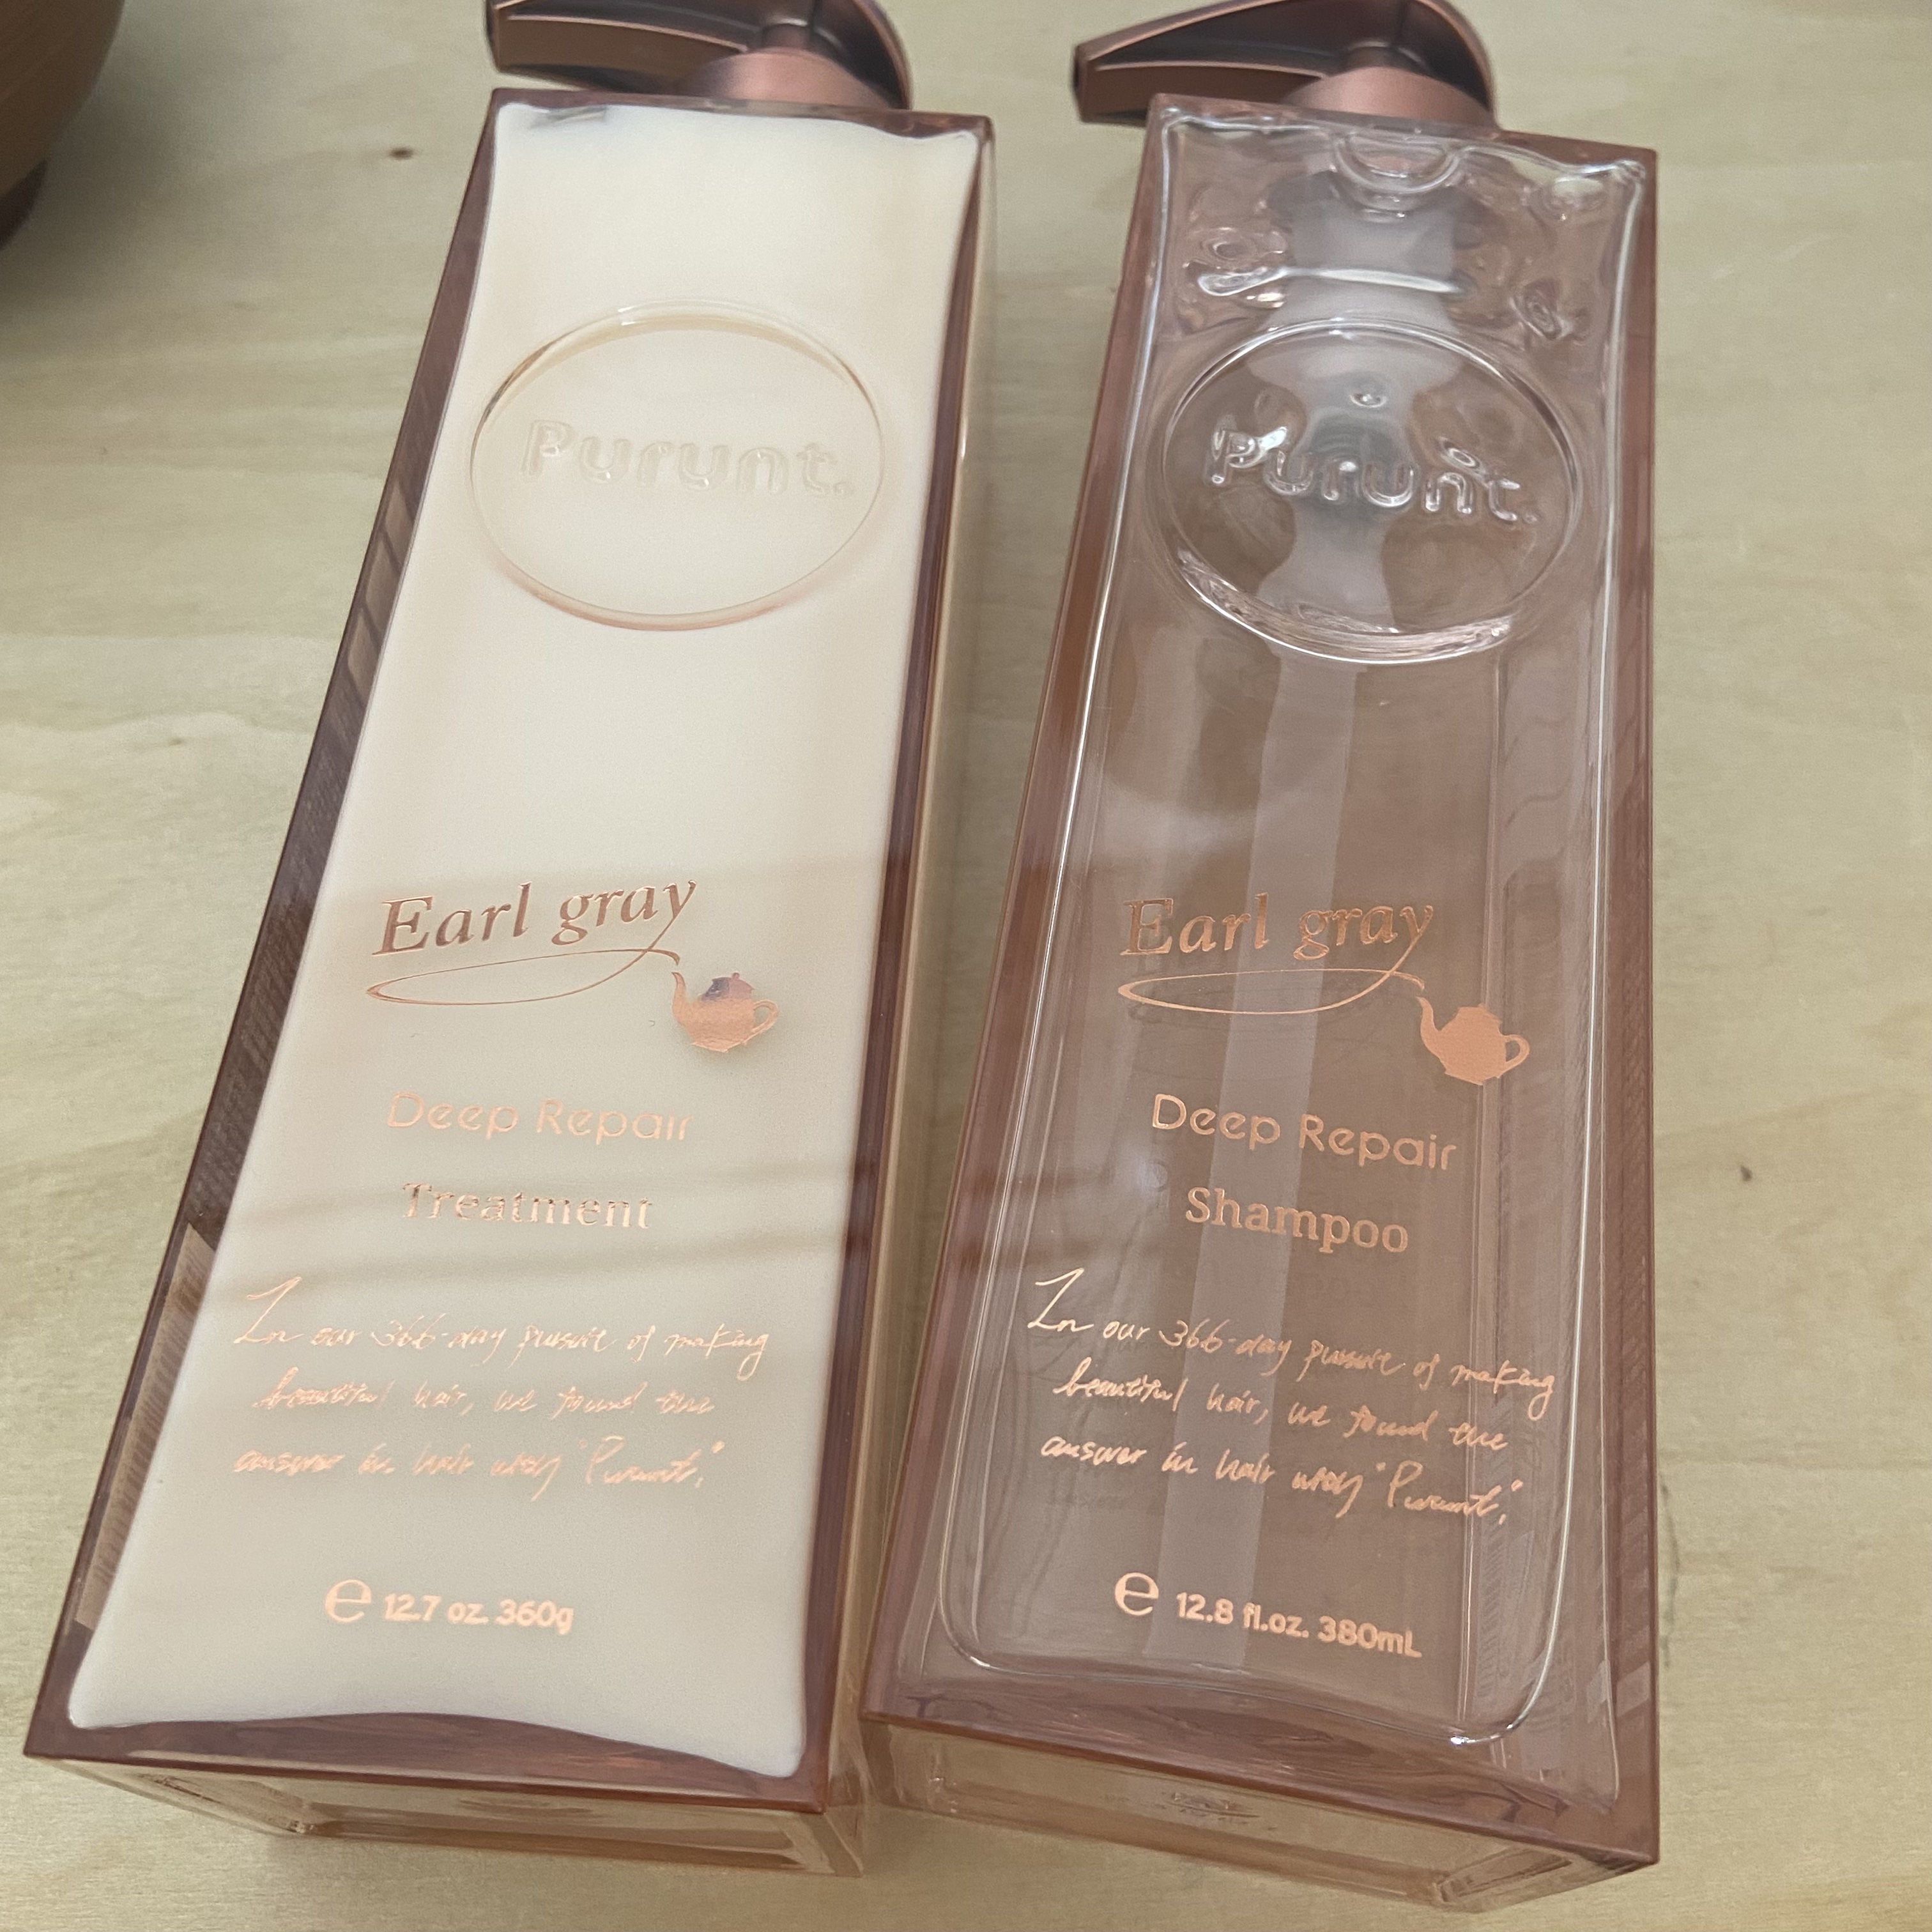 Purunt.
Earl gray
Deep Repair
Treatment
In our 366-day pursuit of making
beautiful hair, we found the
answer in hair way "Purunt."
e 12.7 oz. 360g
Purunt.
Earl gray
Deep Repair
Shampoo
In our 366-day pursuit of making
beautiful hair, we found the
answer in hair way "Purunt."
e 12.8 fl.oz. 380mL